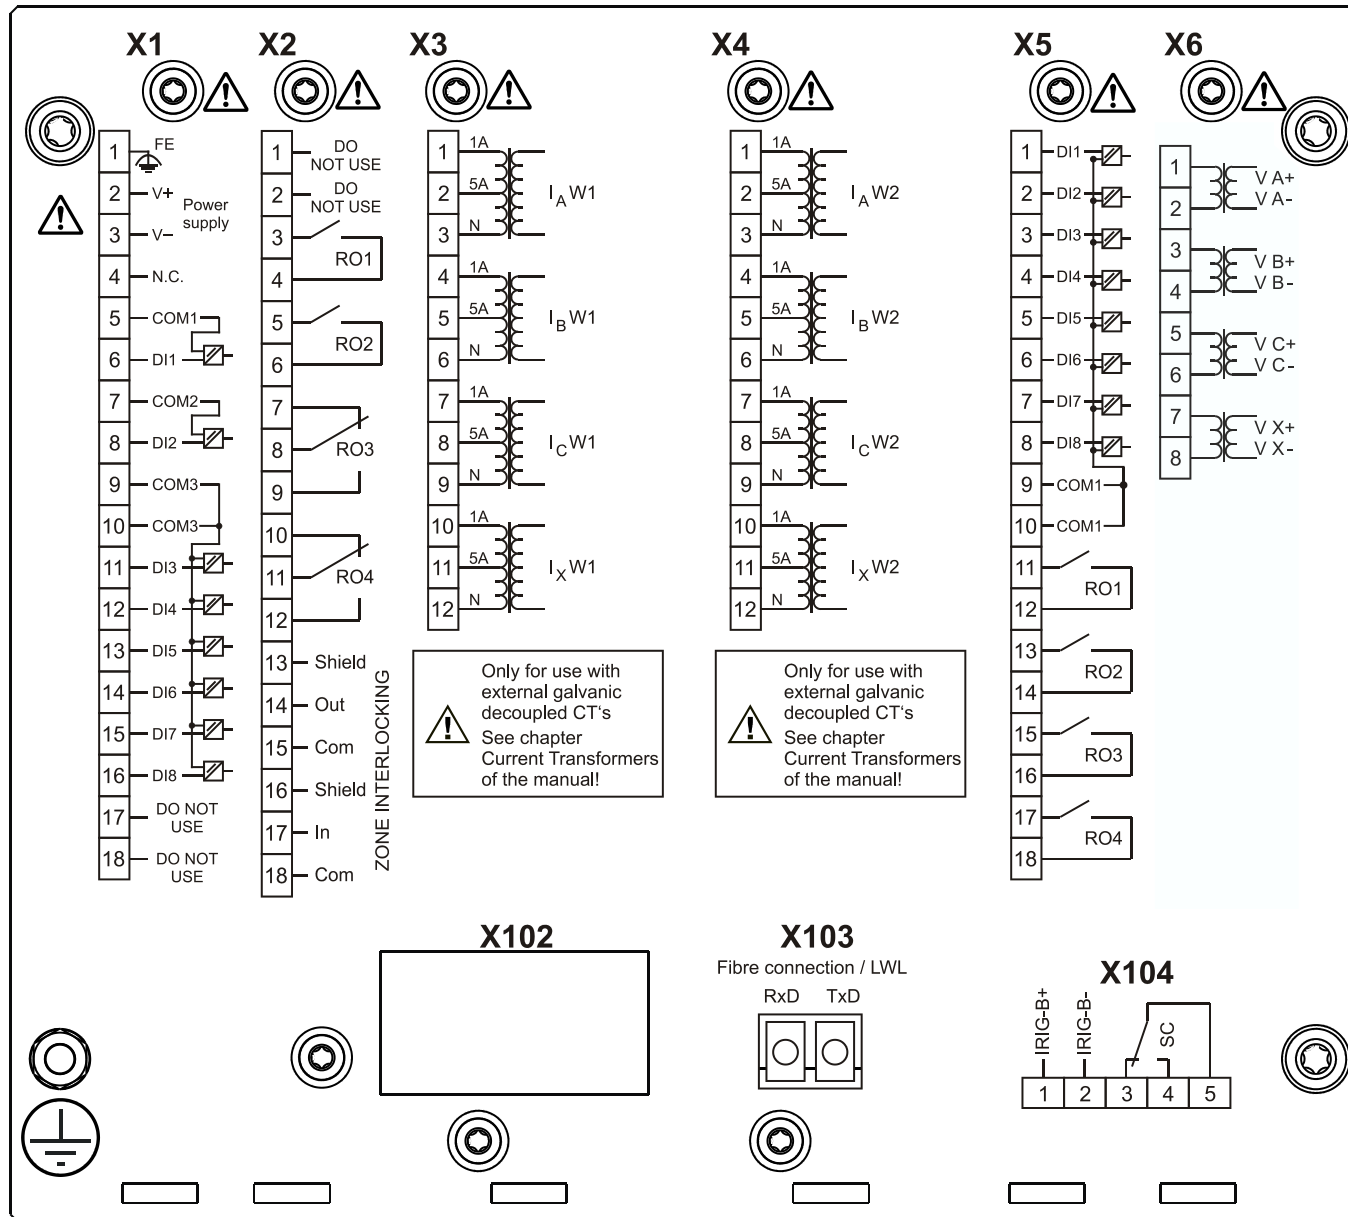 X1
1 FE
2 V+
Power
supply
3 V–
4 N.C.
5 COM1
6 DI1
7 COM2
8 DI2
9 COM3
10 COM3
11 DI3
12 DI4
13 DI5
14 DI6
15 DI7
16 DI8
17 DO NOT
USE
18 DO NOT
USE
X2
1 DO
NOT USE
2 DO
NOT USE
3
RO1
4
5
RO2
6
7
8 RO3
9
10
11 RO4
12
13 Shield
14 Out
15 Com
16 Shield
17 In
18 Com
ZONE INTERLOCKING
X3
1 1A
2 5A IA W1
3 N
4 1A
5 5A IB W1
6 N
7 1A
8 5A IC W1
9 N
10 1A
11 5A IX W1
12 N
Only for use with
external galvanic
decoupled CT‘s
See chapter
Current Transformers
of the manual!
X4
1 1A
2 5A IA W2
3 N
4 1A
5 5A IB W2
6 N
7 1A
8 5A IC W2
9 N
10 1A
11 5A IX W2
12 N
Only for use with
external galvanic
decoupled CT‘s
See chapter
Current Transformers
of the manual!
X5
1 DI1
2 DI2
3 DI3
4 DI4
5 DI5
6 DI6
7 DI7
8 DI8
9 COM1
10 COM1
11
RO1
12
13
RO2
14
15
RO3
16
17
RO4
18
X6
1 V A+
2 V A-
3 V B+
4 V B-
5 V C+
6 V C-
7 V X+
8 V X-
X102
X103
Fibre connection / LWL
RxD TxD
X104
IRIG-B+
IRIG-B-
SC
1 2 3 4 5